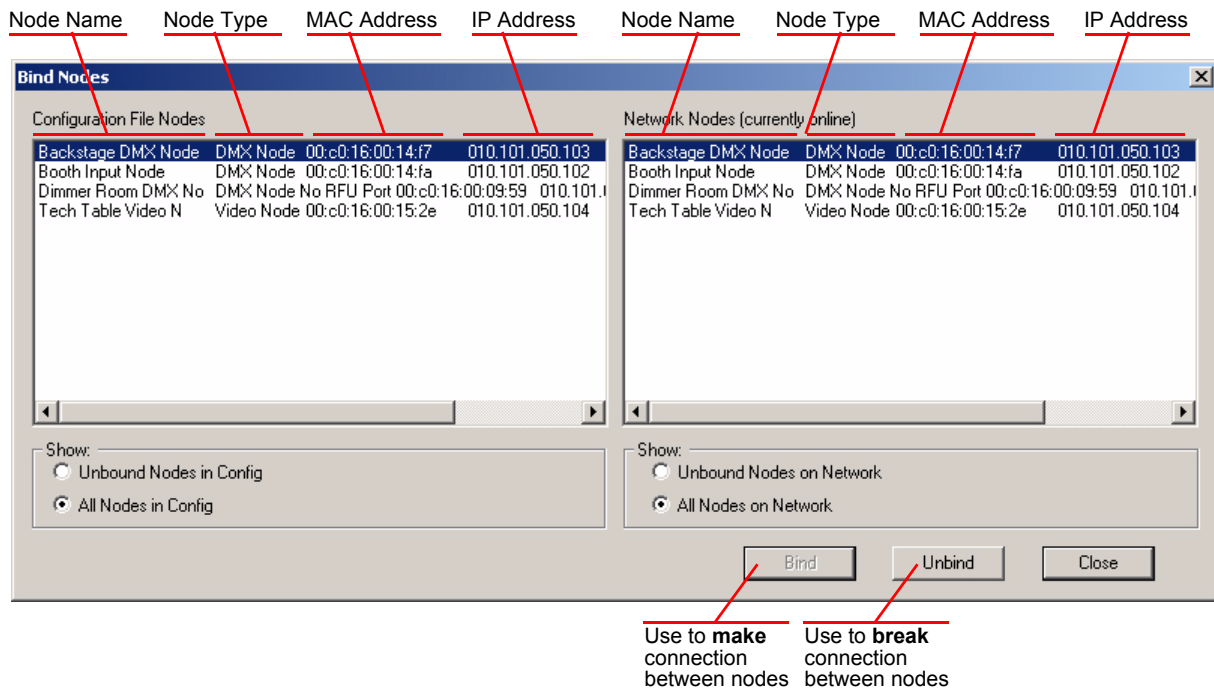 Node Name Node Type MAC Address IP Address Node Name Node Type MAC Address IP Address
Bind Nodes
Configuration File Nodes Network Nodes (currently online)
Backstage DMX Node DMX Node 00:c0:16:00:14:f7 010.101.050.103 Backstage DMX Node DMX Node 00:c0:16:00:14:f7 010.101.050.103
Booth Input Node DMX Node 00:c0:16:00:14:fa 010.101.050.102 Booth Input Node DMX Node 00:c0:16:00:14:fa 010.101.050.102
Dimmer Room DMX No DMX Node No RFU Port 00:c0:16:00:09:59 010.101.0 Dimmer Room DMX No DMX Node No RFU Port 00:c0:16:00:09:59 010.101.0
Tech Table Video N Video Node 00:c0:16:00:15:2e 010.101.050.104 Tech Table Video N Video Node 00:c0:16:00:15:2e 010.101.050.104
Show: Show:
Unbound Nodes in Config Unbound Nodes on Network
All Nodes in Config All Nodes on Network
Bind Unbind Close
Use to make Use to break
connection connection
between nodes between nodes